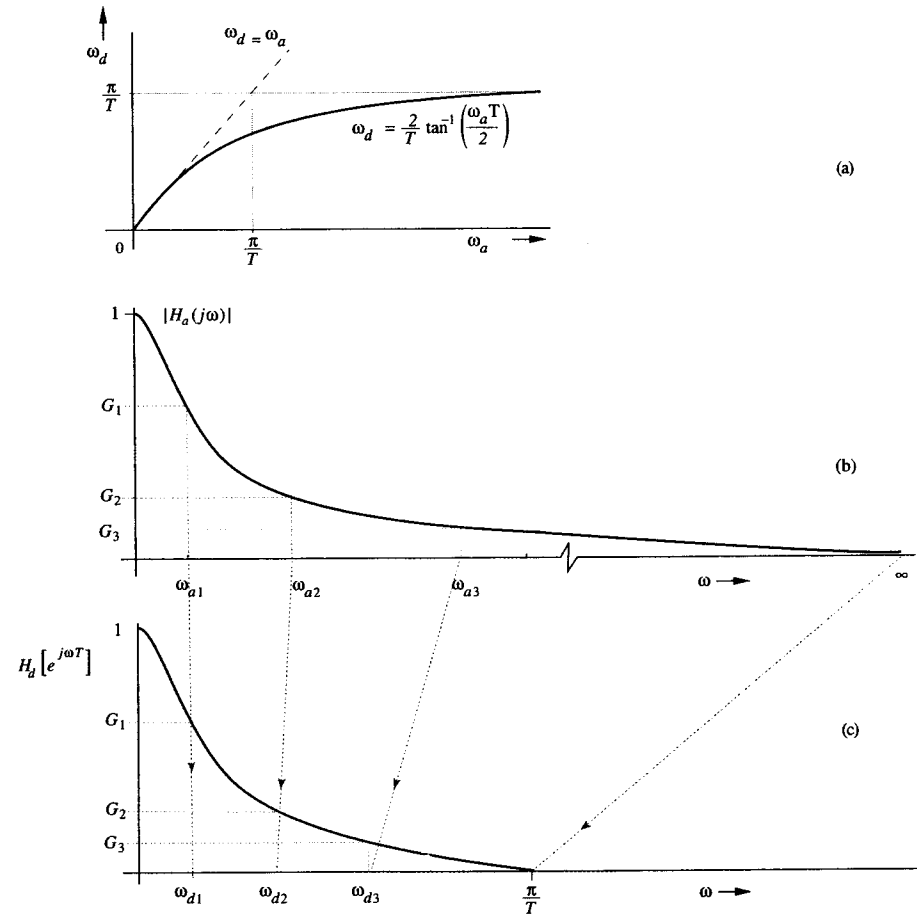 ω_d = ω_a
ω_d
π/T
ω_d = 2/T tan⁻¹ (ω_a T/2)
(a)
0
π/T
ω_a
1
|H_a (jω)|
G_1
(b)
G_2
G_3
ω_a1
ω_a2
ω_a3
ω
∞
1
H_d [e^jωT]
G_1
(c)
G_2
G_3
ω_d1
ω_d2
ω_d3
π/T
ω